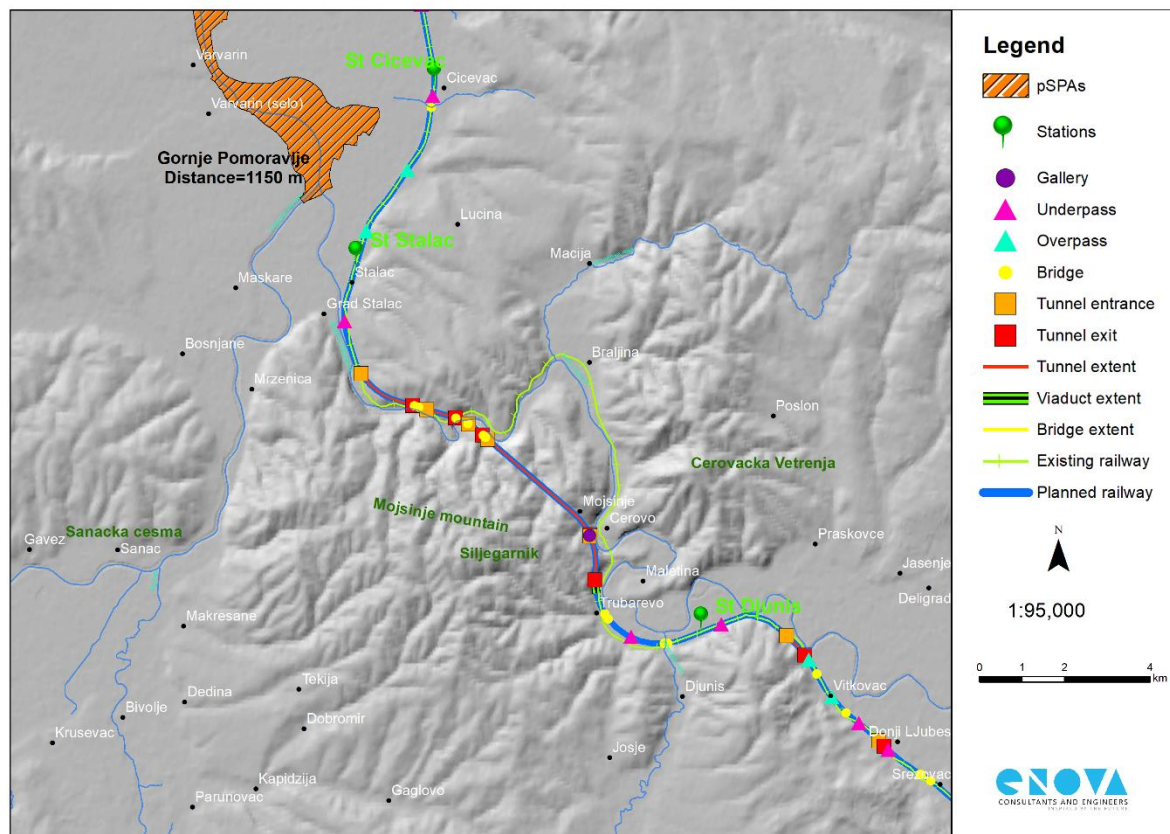 St Cicevac
Varvarin
Cicevac
Varvarin (selo)
Gornje Pomoravlje
Distance=1150 m
Lucina
St Stalac
Macija
Stalac
Maskare
Grad Stalac
Bosnjane
Braljina
Mrzenica
Poslon
Cerovacka Vetrenja
Mojsinje mountain
Mojsinje
Cerovo
Sanacka cesma
Siljegarnik
Gavez
Sanac
Praskovce
Jasenje
Maletina
Deligrad
St Djunis
Trubarevo
Makresane
Tekija
Dedina
Djunis
Vitkovac
Bivolje
Dobromir
Krusevac
Donji LJubes
Josje
Srezovac
Kapidzija
Gaglovo
Parunovac
Legend
pSPAs
Stations
Gallery
Underpass
Overpass
Bridge
Tunnel entrance
Tunnel exit
Tunnel extent
Viaduct extent
Bridge extent
Existing railway
Planned railway
N
1:95,000
0 1 2 4
km
eNOVA
CONSULTANTS AND ENGINEERS